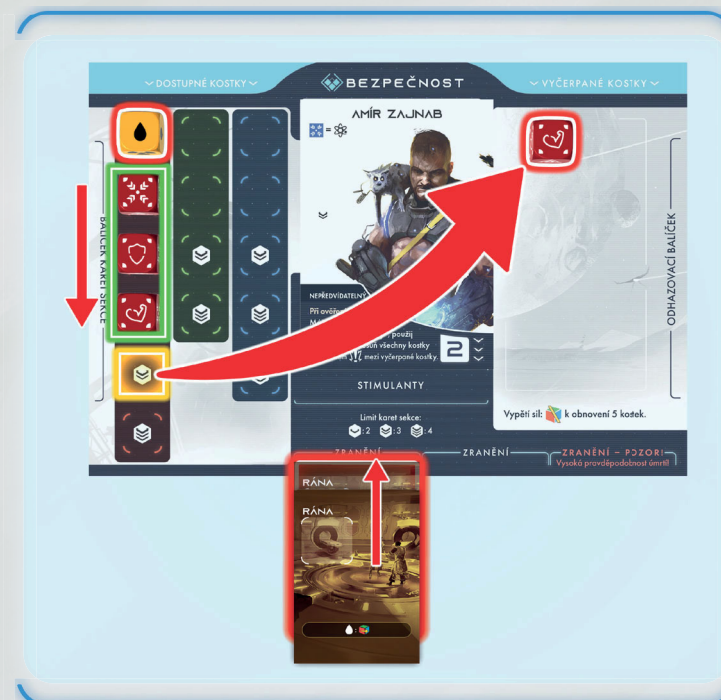 DOSTUPNÉ KOSTKY
BEZPEČNOST
VYČERPANÉ KOSTKY
AMÍR ZAJNAB
=
BALÍČEK KARET SEKCE
ODHAZOVACÍ BALÍČEK
NEPŘEDVÍDATELNÝ
Při
použij
všechny kostky
mezi vyčerpané kostky.
2
STIMULANTY
Limit karet sekce:
:2 :3 :4
Vypětí sil: k obnovení 5 kostek.
ZRANĚNÍ
ZRANĚNÍ
ZRANĚNÍ – POZOR!
Vysoká pravděpodobnost úmrtí!
RÁNA
RÁNA
: